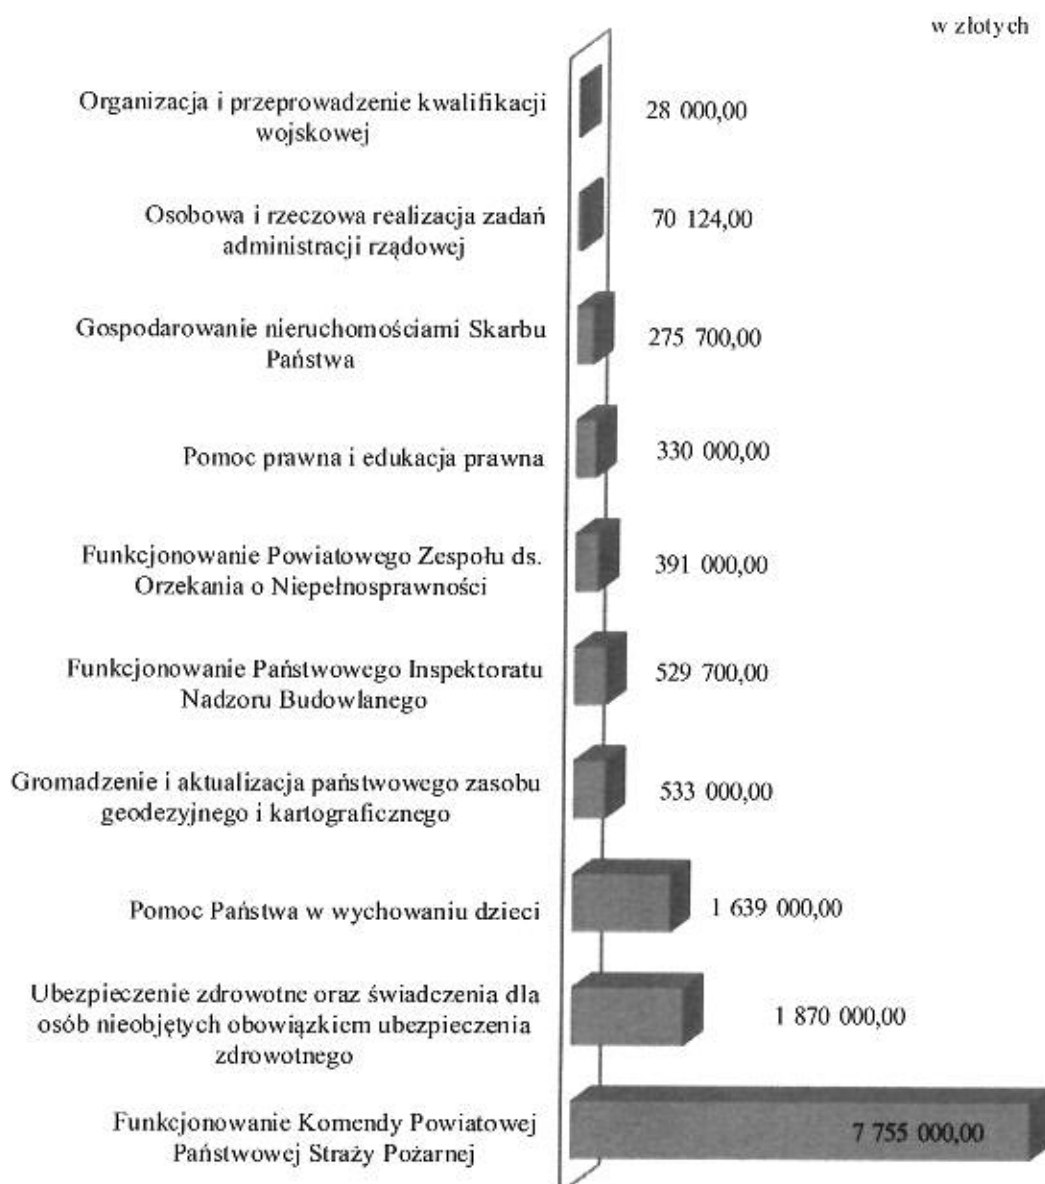 w złotych
Organizacja i przeprowadzenie kwalifikacji
wojskowej
28 000,00
Osobowa i rzeczowa realizacja zadań
administracji rządowej
70 124,00
Gospodarowanie nieruchomościami Skarbu
Państwa
275 700,00
Pomoc prawna i edukacja prawna
330 000,00
Funkcjonowanie Powiatowego Zespołu ds.
Orzekania o Niepełnosprawności
391 000,00
Funkcjonowanie Państwowego Inspektoratu
Nadzoru Budowlanego
529 700,00
Gromadzenie i aktualizacja państwowego zasobu
geodezyjnego i kartograficznego
533 000,00
Pomoc Państwa w wychowaniu dzieci
1 639 000,00
Ubezpieczenie zdrowotne oraz świadczenia dla
osób nieobjętych obowiązkiem ubezpieczenia
zdrowotnego
1 870 000,00
Funkcjonowanie Komendy Powiatowej
Państwowej Straży Pożarnej
7 755 000,00